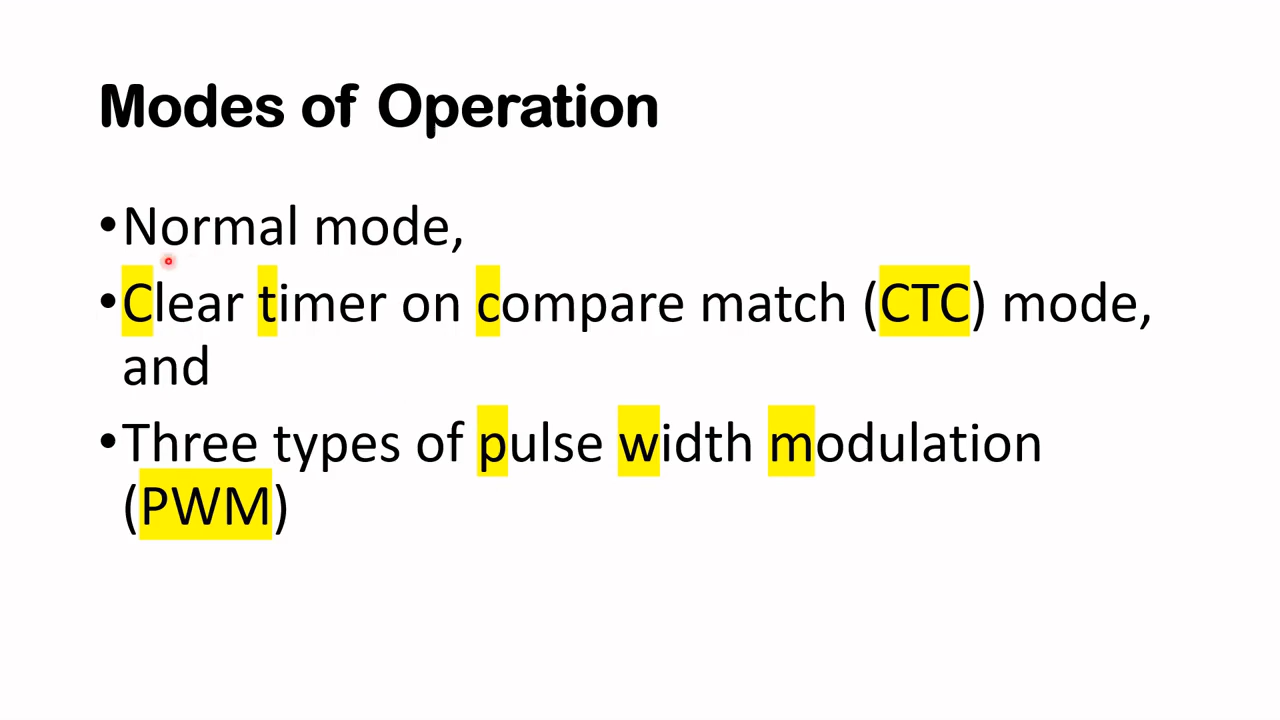 Modes of Operation
•Normal mode,
•Clear timer on compare match (CTC) mode,
and
•Three types of pulse width modulation
(PWM)